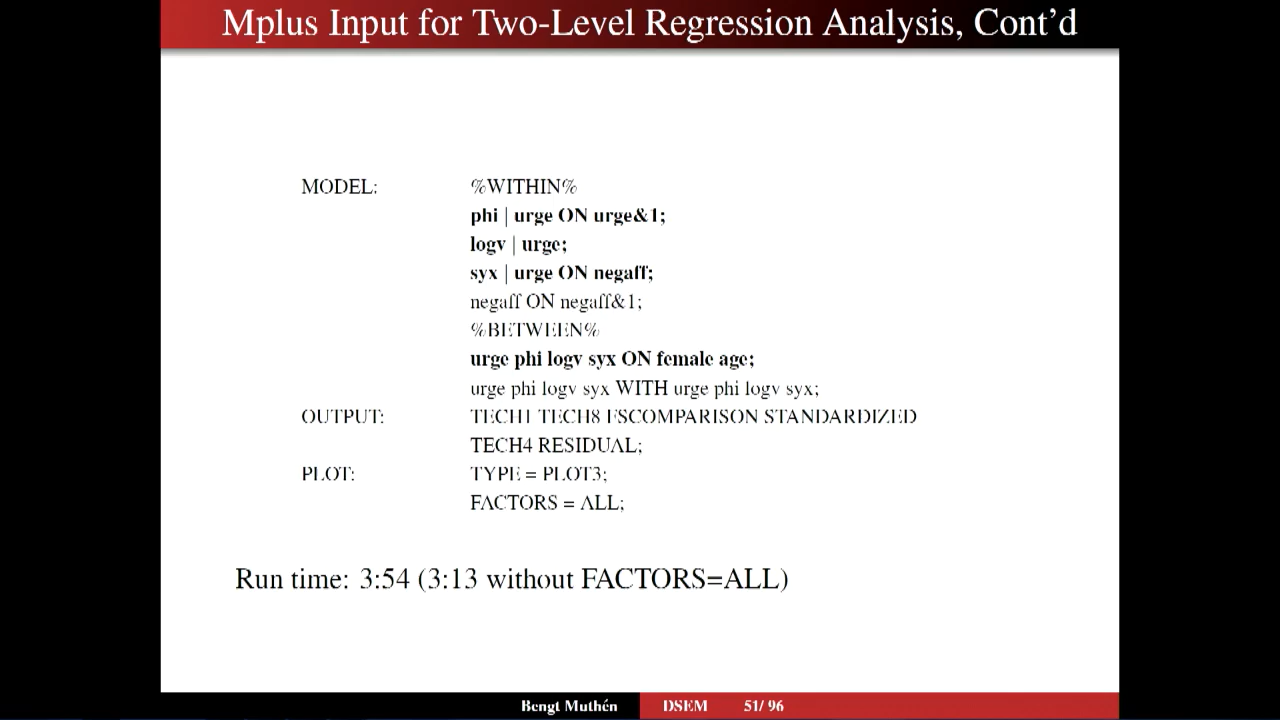 Mplus Input for Two-Level Regression Analysis, Cont'd
MODEL: %WITHIN%
phi | urge ON urge&1;
logv | urge;
syx | urge ON negaff;
negaff ON negaff&1;
%BETWEEN%
urge phi logv syx ON female age;
urge phi logv syx WITH urge phi logv syx;
OUTPUT: TECH1 TECH8 FSCOMPARISON STANDARDIZED
TECH4 RESIDUAL;
PLOT: TYPE = PLOT3;
FACTORS = ALL;
Run time: 3:54 (3:13 without FACTORS=ALL)
Bengt Muthén DSEM 51/ 96